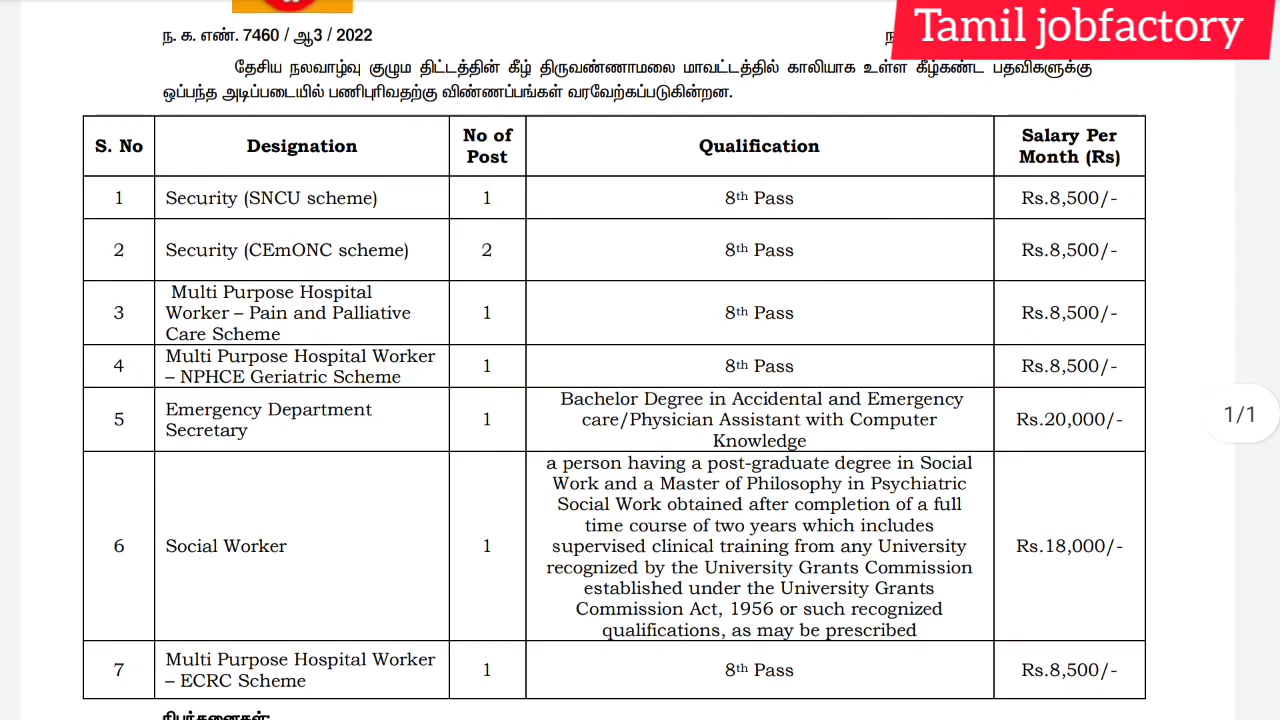 Tamil jobfactory
ந. க. எண். 7460 / ஆ3 / 2022
தேசிய நலவாழ்வு குழும திட்டத்தின் கீழ் திருவண்ணாமலை மாவட்டத்தில் காலியாக உள்ள கீழ்கண்ட பதவிகளுக்கு
ஒப்பந்த அடிப்படையில் பணிபுரிவதற்கு விண்ணப்பங்கள் வரவேற்கப்படுகின்றன.
S. No Designation No of Post Qualification Salary Per Month (Rs)
1 Security (SNCU scheme) 1 8th Pass Rs.8,500/-
2 Security (CEmONC scheme) 2 8th Pass Rs.8,500/-
3 Multi Purpose Hospital
Worker – Pain and Palliative
Care Scheme 1 8th Pass Rs.8,500/-
4 Multi Purpose Hospital Worker
– NPHCE Geriatric Scheme 1 8th Pass Rs.8,500/-
5 Emergency Department
Secretary 1 Bachelor Degree in Accidental and Emergency
care/Physician Assistant with Computer
Knowledge Rs.20,000/-
6 Social Worker 1 a person having a post-graduate degree in Social
Work and a Master of Philosophy in Psychiatric
Social Work obtained after completion of a full
time course of two years which includes
supervised clinical training from any University
recognized by the University Grants Commission
established under the University Grants
Commission Act, 1956 or such recognized
qualifications, as may be prescribed Rs.18,000/-
7 Multi Purpose Hospital Worker
– ECRC Scheme 1 8th Pass Rs.8,500/-
1/1
நிபந்தனைகள்: